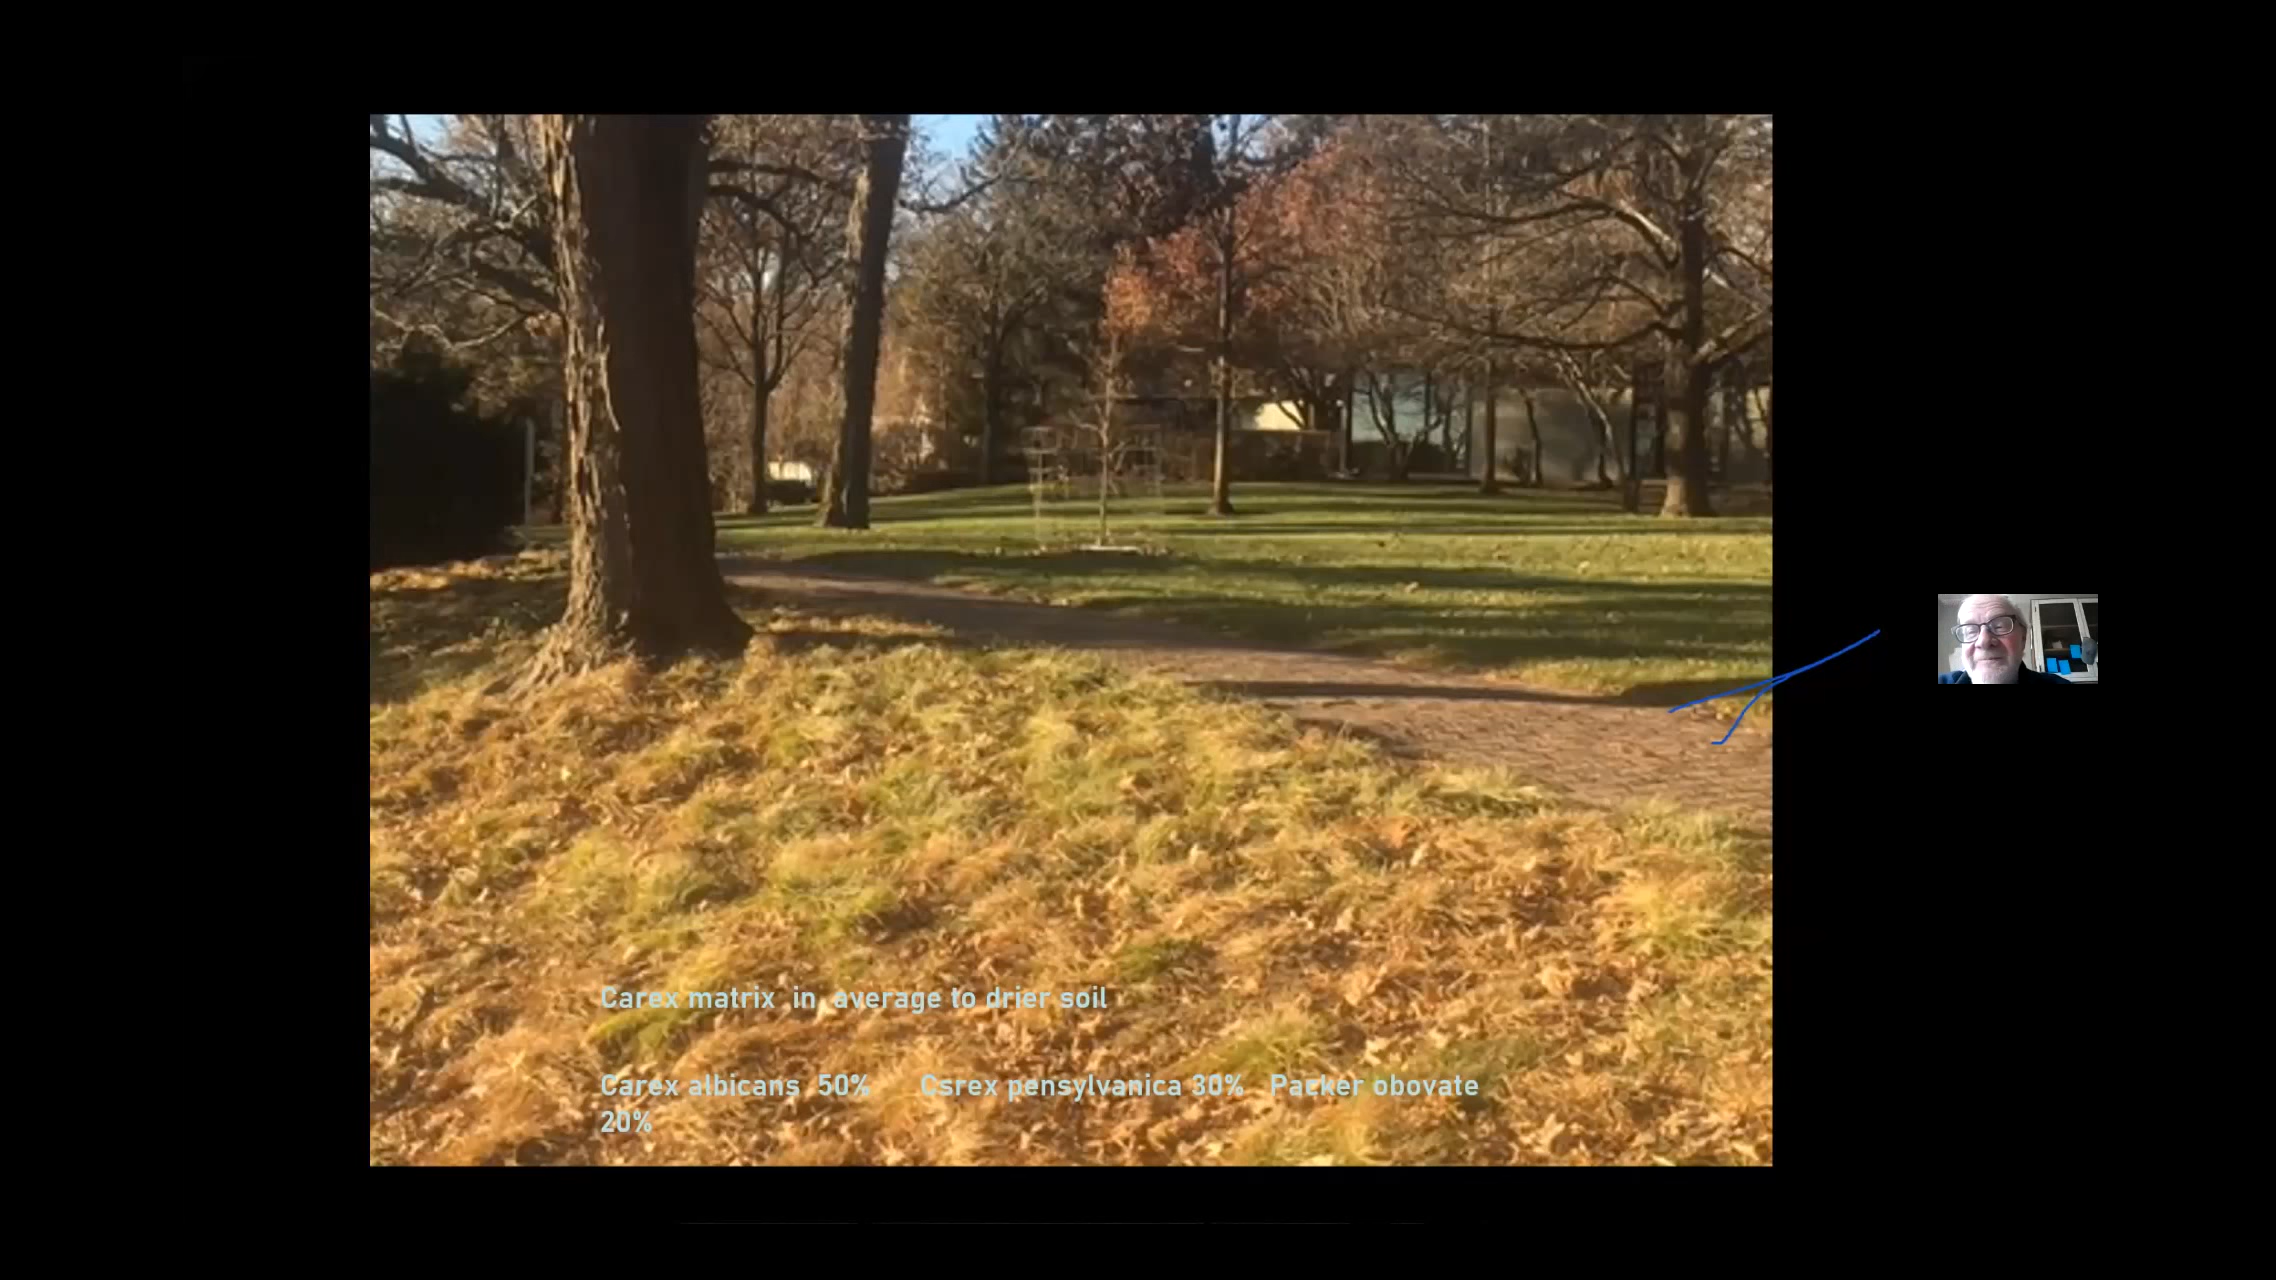 Carex matrix in average to drier soil
Carex albicans 50% Csrex pensylvanica 30% Packer obovate
20%